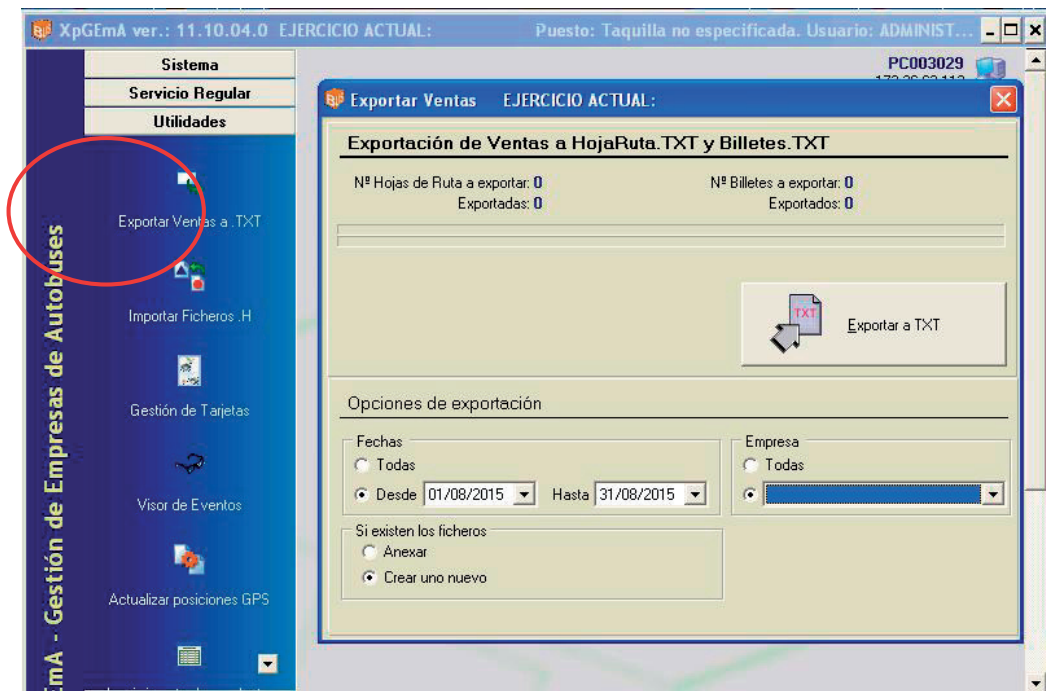 XpGEmA ver.: 11.10.04.0 EJERCICIO ACTUAL: Puesto: Taquilla no especificada. Usuario: ADMINIST...
Sistema
Servicio Regular
Utilidades
Exportar Ventas a .TXT
Importar Ficheros .H
Gestión de Tarjetas
Visor de Eventos
Actualizar posiciones GPS
EmA - Gestión de Empresas de Autobuses
PC003029
Exportar Ventas EJERCICIO ACTUAL:
Exportación de Ventas a HojaRuta.TXT y Billetes.TXT
Nº Hojas de Ruta a exportar: 0 Nº Billetes a exportar: 0
Exportadas: 0 Exportados: 0
TXT
Exportar a TXT
Opciones de exportación
Fechas
Todas
Desde 01/08/2015 Hasta 31/08/2015
Empresa
Todas
Si existen los ficheros
Anexar
Crear uno nuevo